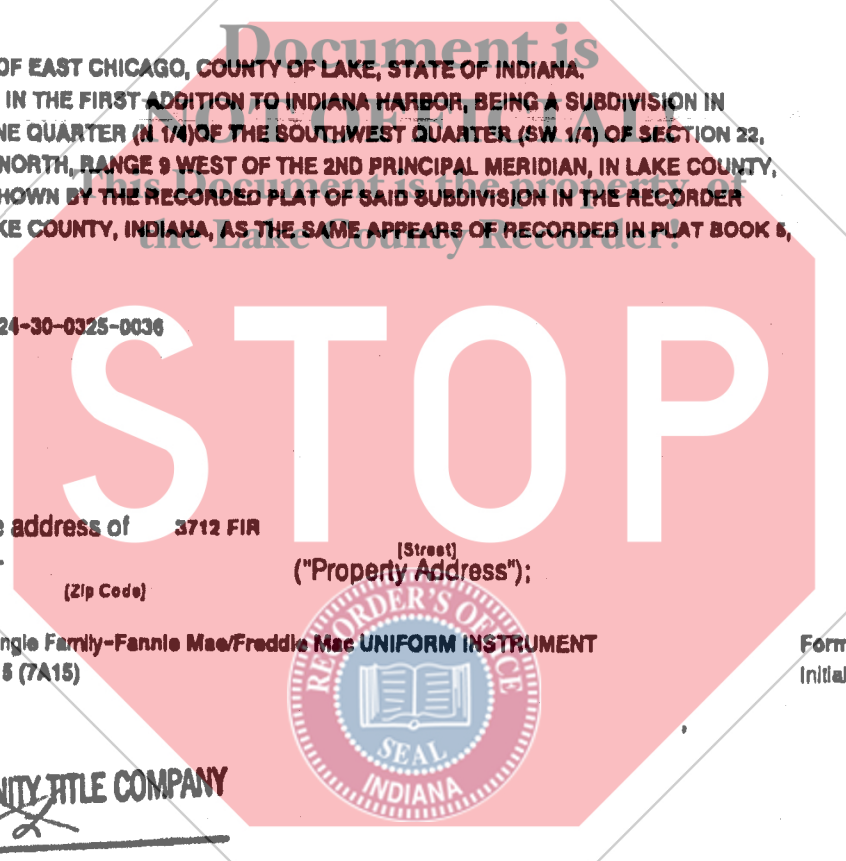 Document is
OF EAST CHICAGO, COUNTY OF LAKE, STATE OF INDIANA.
IN THE FIRST ADDITION TO INDIANA HARBOR, BEING A SUBDIVISION IN
NOT OFFICIAL
NE QUARTER (N 1/4)OF THE SOUTHWEST QUARTER (SW 1/4) OF SECTION 22,
NORTH, RANGE 9 WEST OF THE 2ND PRINCIPAL MERIDIAN, IN LAKE COUNTY,
This Document is the property of
HOWN BY THE RECORDED PLAT OF SAID SUBDIVISION IN THE RECORDER
KE COUNTY, INDIANA, AS THE SAME APPEARS OF RECORDED IN PLAT BOOK 5,
the Lake County Recorder!
24-30-0325-0036
STOP
e address of 3712 FIR
[Street]
("Property Address");
[Zip Code]
RECORDER'S OFFICE
SEAL
INDIANA
ngle Family-Fannie Mae/Freddie Mac UNIFORM INSTRUMENT
Form
5 (7A15)
Initial
NITY TITLE COMPANY